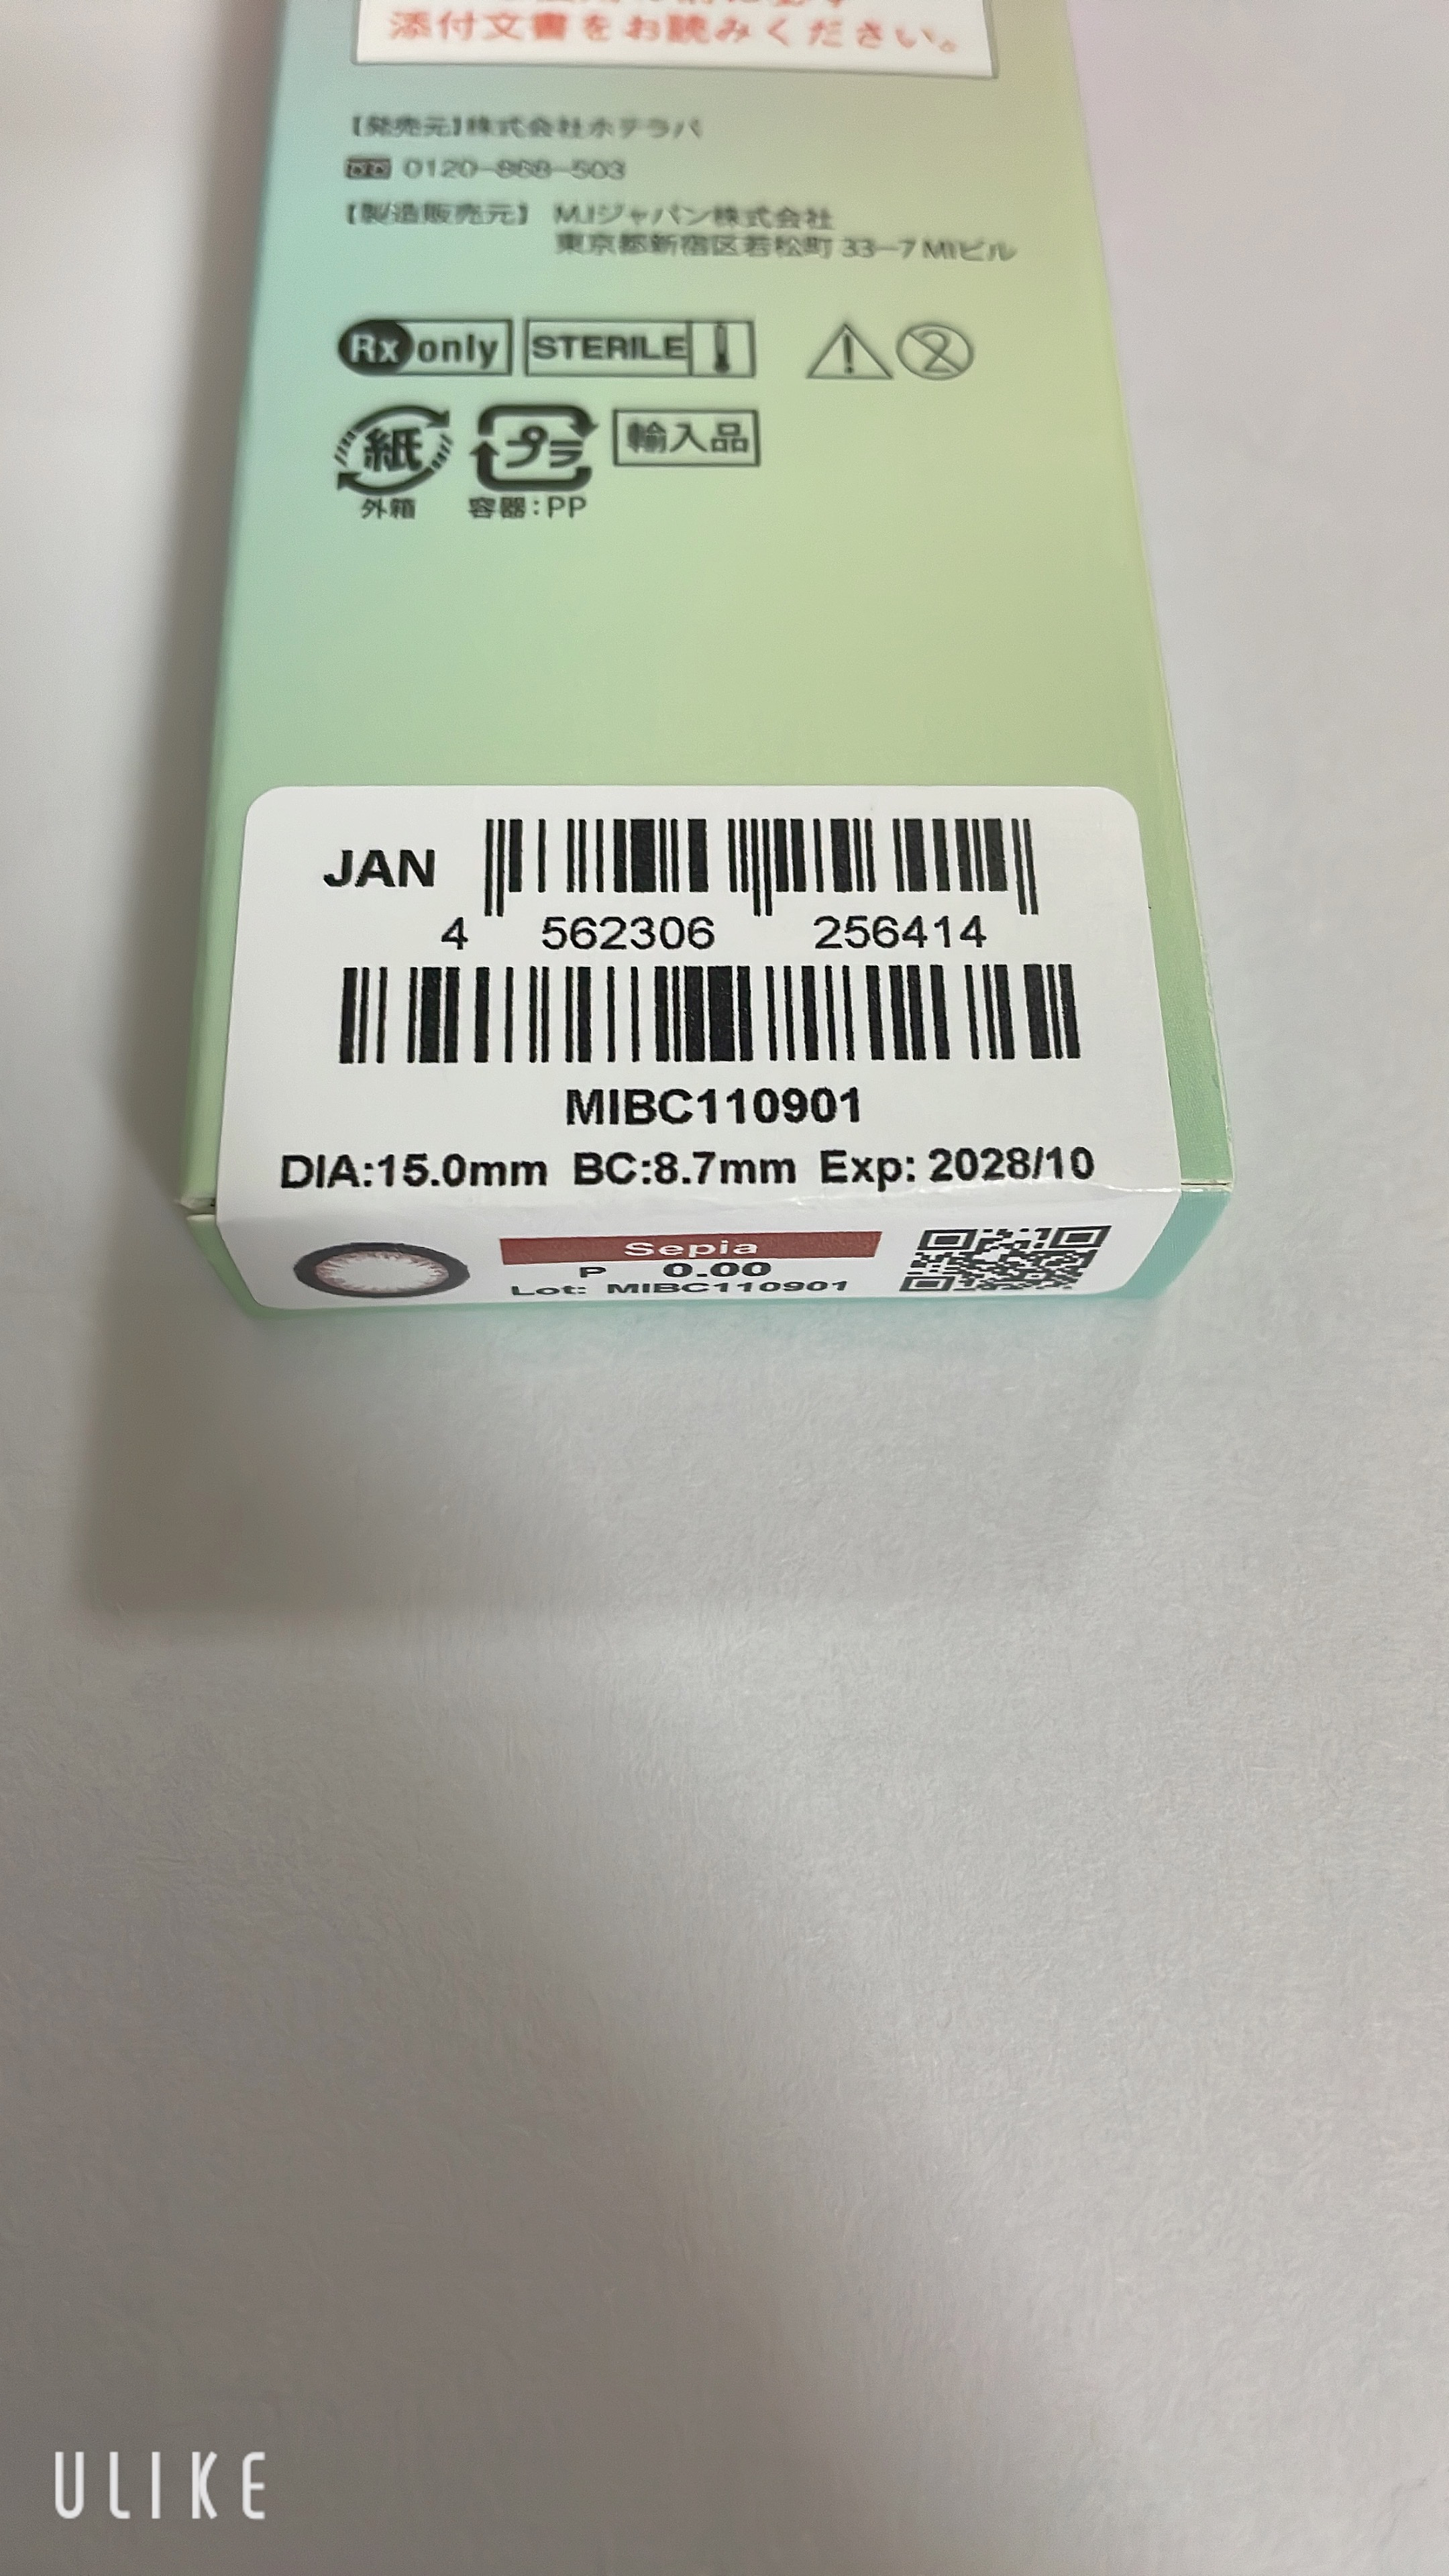 添付文書をお読みください。
【発売元】株式会社ホテラバ
0120-868-503
【製造販売元】 MIジャパン株式会社
東京都新宿区若松町 33-7 MIビル
Rx only STERILE
紙 プラ 輸入品
外箱 容器:PP
JAN
4 562306 256414
MIBC110901
DIA:15.0mm BC:8.7mm Exp: 2028/10
Sepia
P 0.00
Lot: MIBC110901
ULIKE